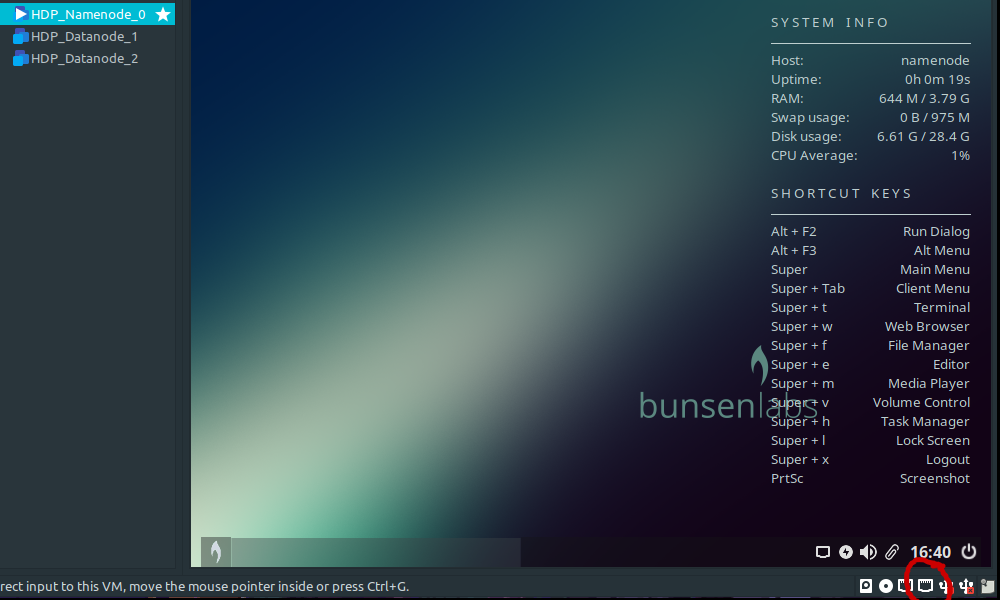 HDP_Namenode_0
HDP_Datanode_1
HDP_Datanode_2
SYSTEM INFO
Host: namenode
Uptime: 0h 0m 19s
RAM: 644 M / 3.79 G
Swap usage: 0 B / 975 M
Disk usage: 6.61 G / 28.4 G
CPU Average: 1%
SHORTCUT KEYS
Alt + F2 Run Dialog
Alt + F3 Alt Menu
Super Main Menu
Super + Tab Client Menu
Super + t Terminal
Super + w Web Browser
Super + f File Manager
Super + e Editor
Super + m Media Player
Super + v Volume Control
Super + h Task Manager
Super + l Lock Screen
Super + x Logout
PrtSc Screenshot
bunsenlabs
16:40
rect input to this VM, move the mouse pointer inside or press Ctrl+G.